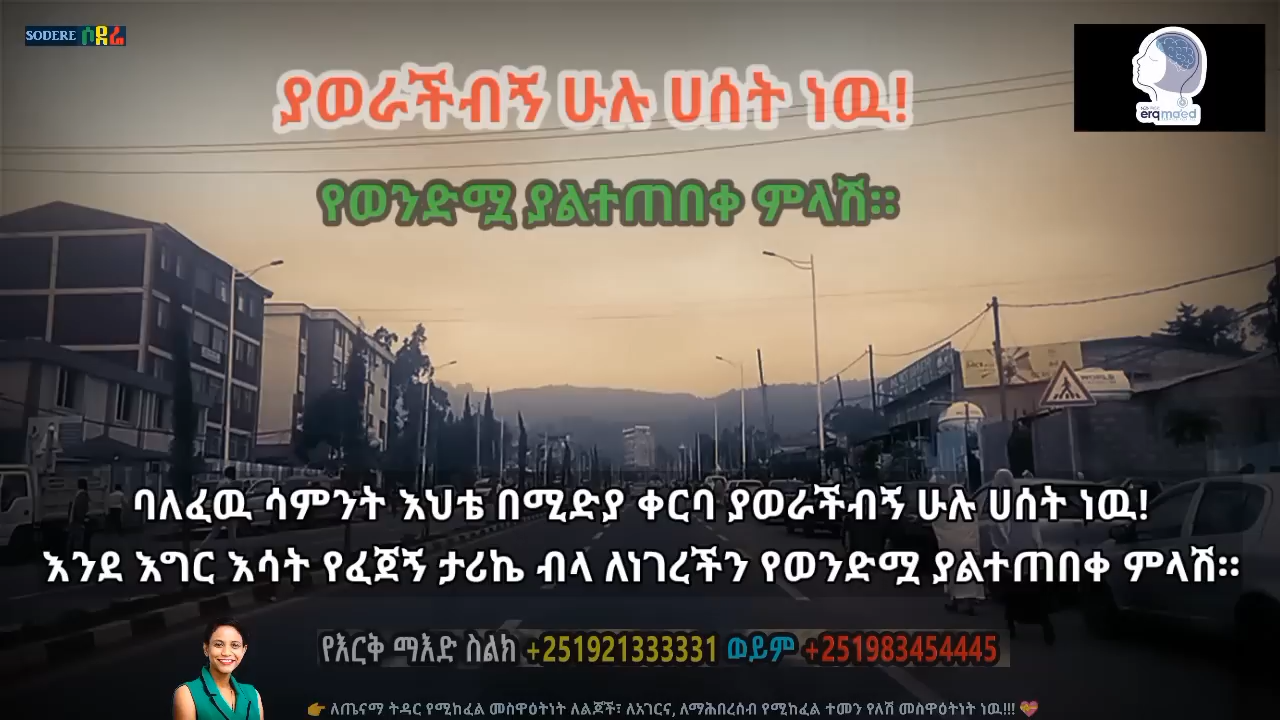 SODERE ሶደሬ
erqmaed
ያወራችብኝ ሁሉ ሀሰት ነዉ!
የወንድሟ ያልተጠበቀ ምላሽ።
WORLD
ባለፈዉ ሳምንት እህቴ በሚድያ ቀርባ ያወራችብኝ ሁሉ ሀሰት ነዉ!
እንደ እግር እሳት የፈጀኝ ታሪኬ ብላ ለነገረችን የወንድሟ ያልተጠበቀ ምላሽ።
የእርቅ ማእድ ስልክ +251921333331 ወይም +251983454445
👉 ለጤናማ ትዳር የሚከፈል መስዋዕትነት ለልጆች፣ ለአገርና, ለማሕበረሰብ የሚከፈል ተመን የለሽ መስዋዕትነት ነዉ!!! 💝